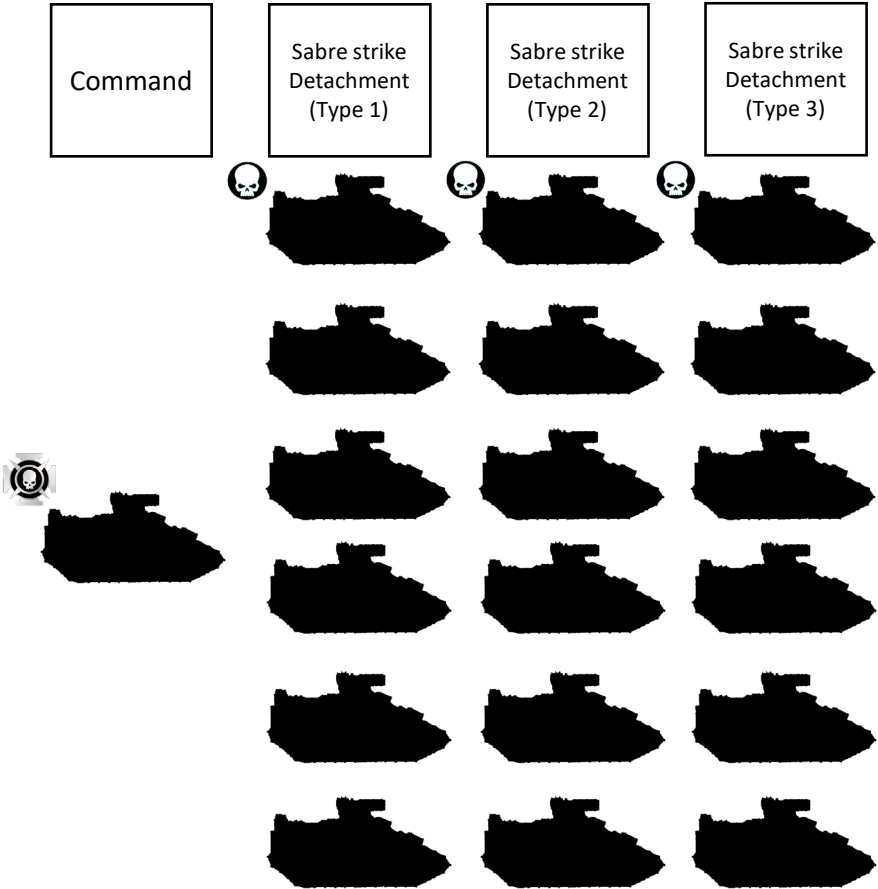 Command
Sabre strike
Detachment
(Type 1)
Sabre strike
Detachment
(Type 2)
Sabre strike
Detachment
(Type 3)